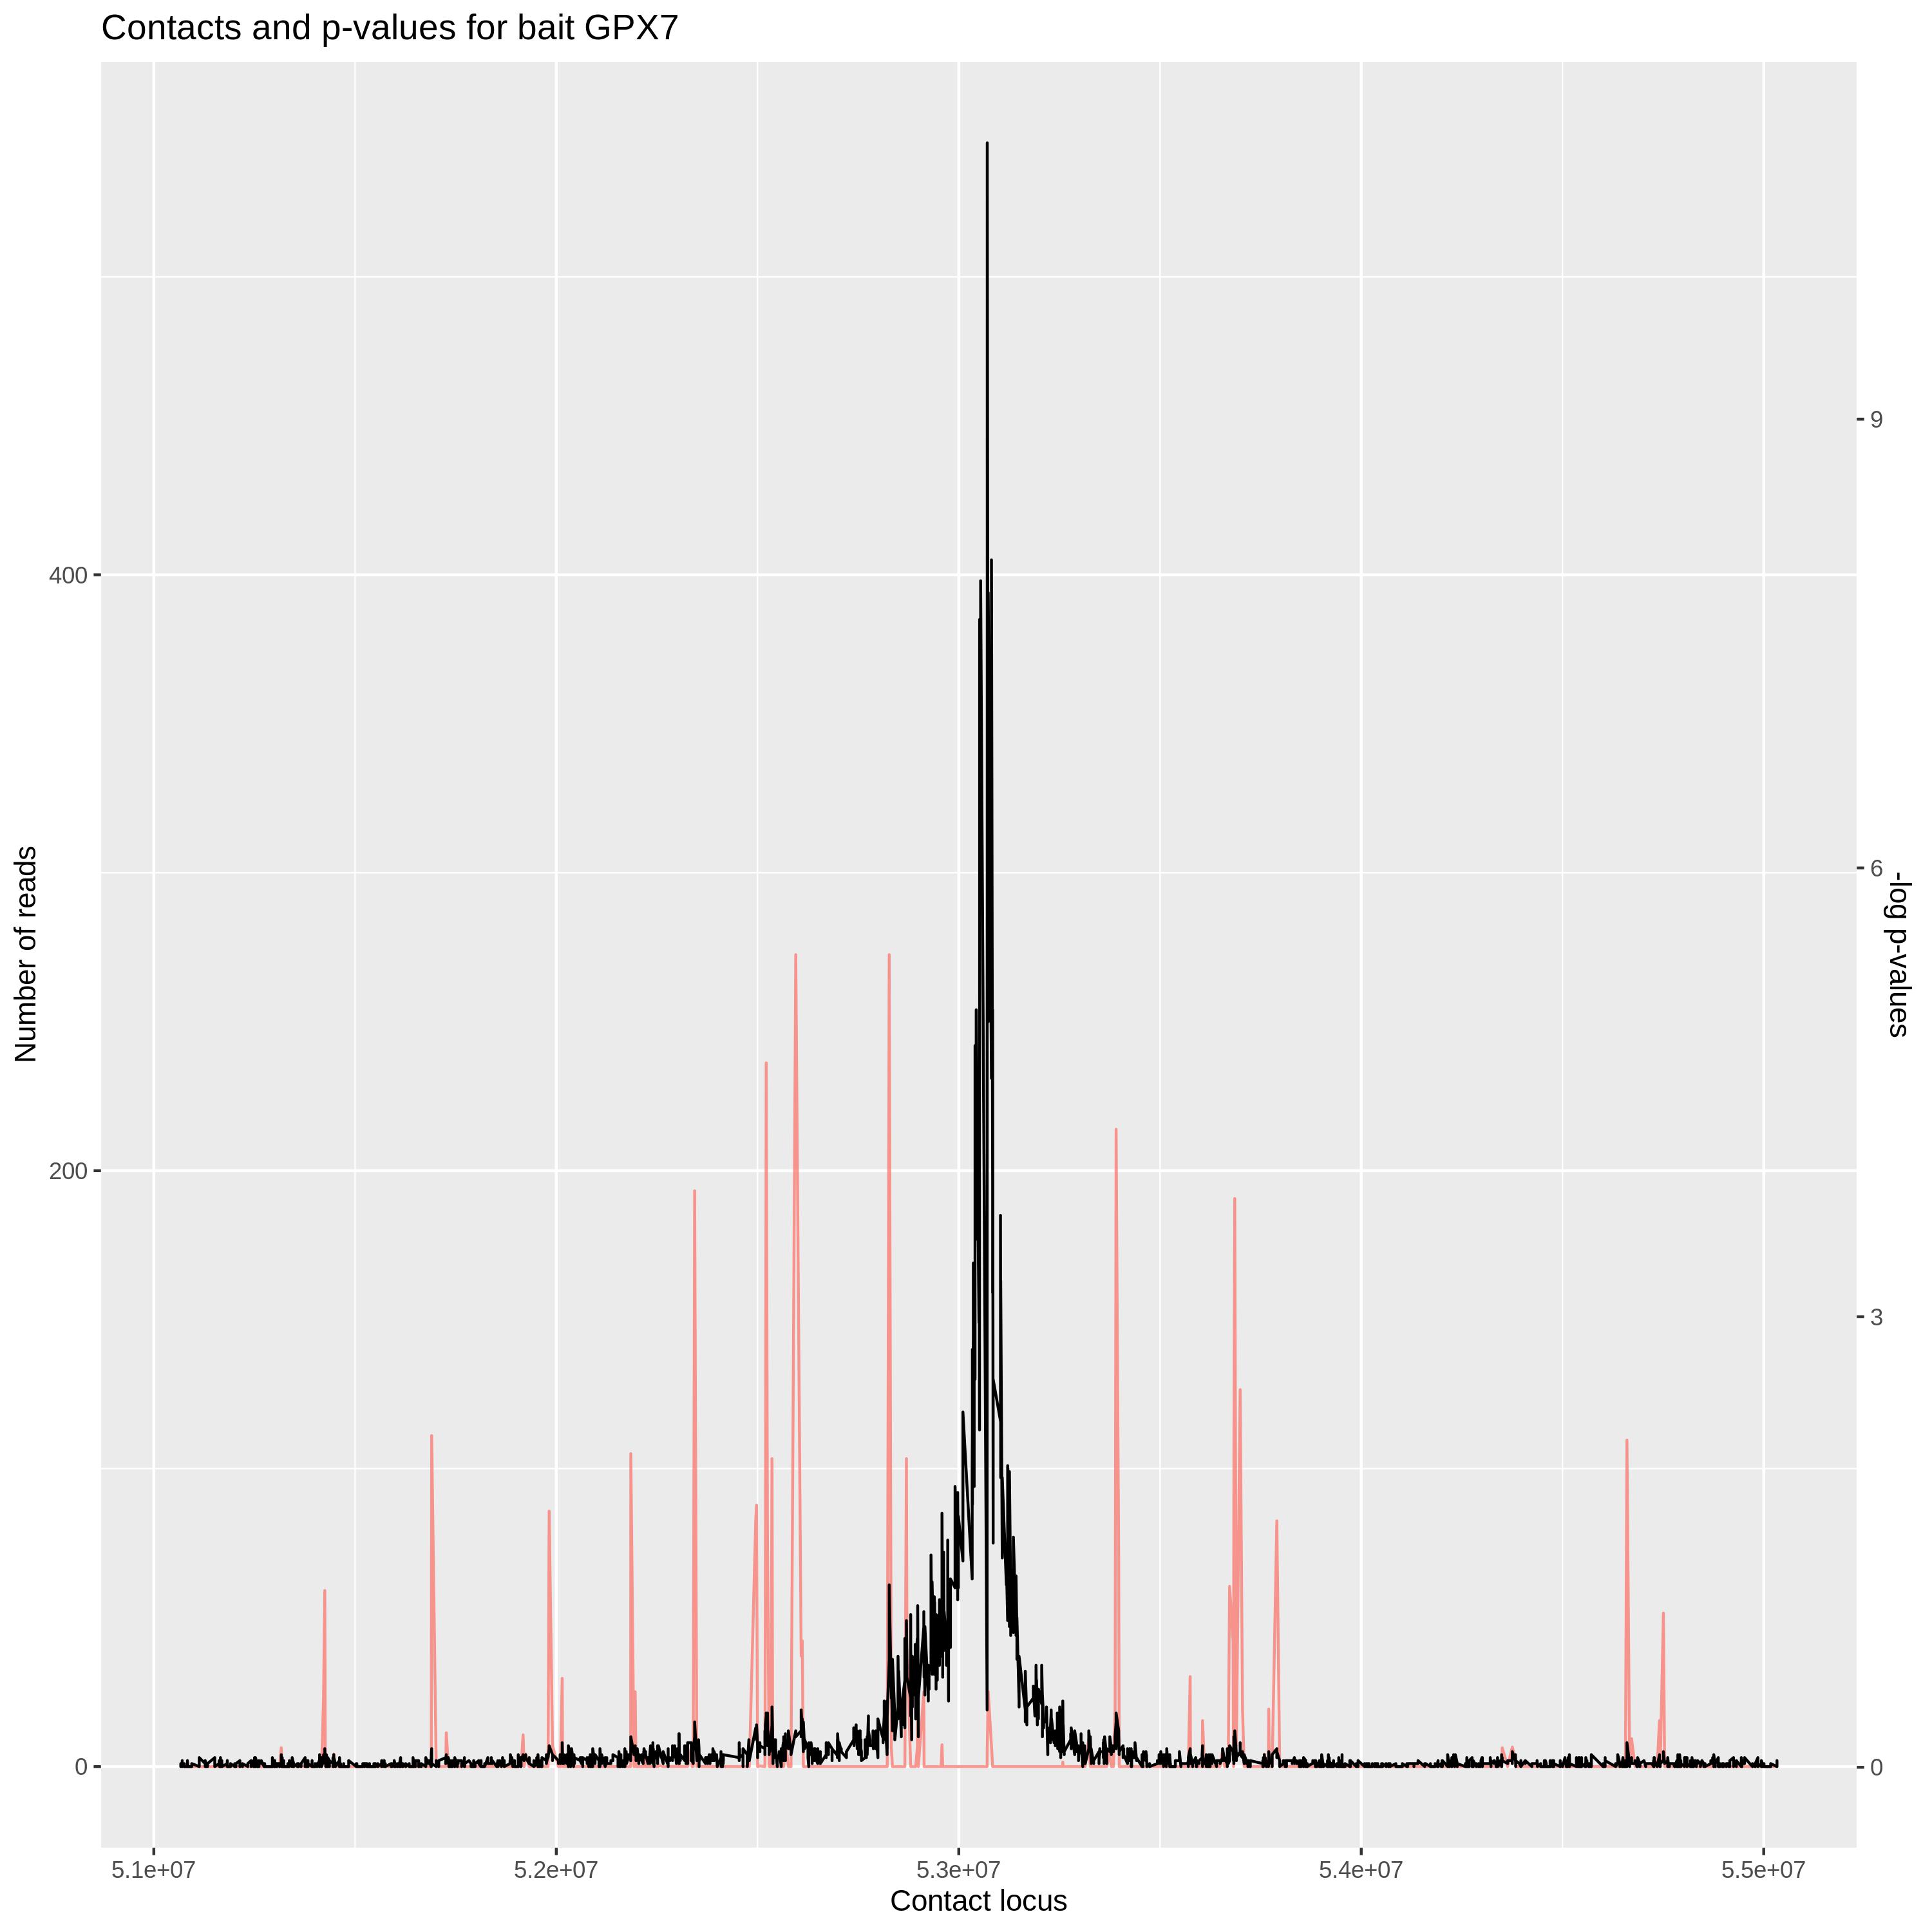 Contacts and p-values for bait GPX7
Number of reads
400
200
0
9
6
3
0
-log p-values
5.1e+07 5.2e+07 5.3e+07 5.4e+07 5.5e+07
Contact locus